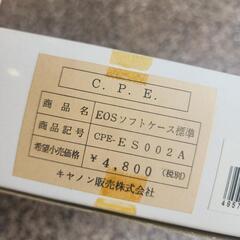 C. P. E.
商品名 EOSソフトケース標準
商品記号 CPE-ES002A
希望小売価格 ¥4,800(税別)
キヤノン販売株式会社